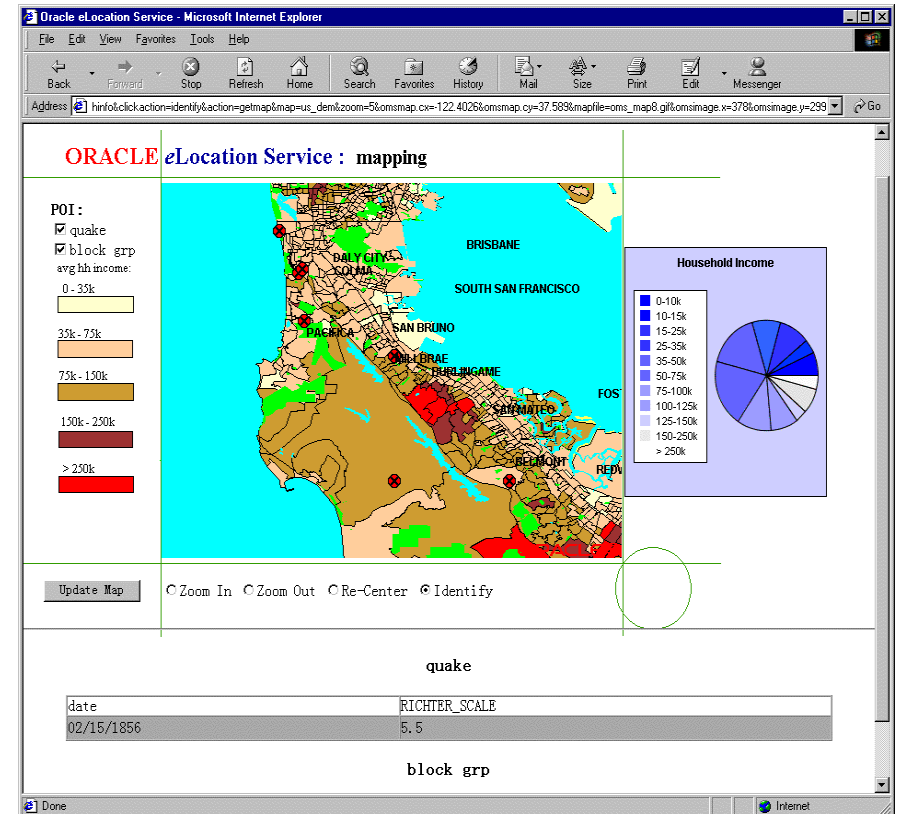 Oracle eLocation Service - Microsoft Internet Explorer
File Edit View Favorites Tools Help
Back Forward Stop Refresh Home Search Favorites History Mail Size Print Edit Messenger
Address hinfo&clickaction=identify&action=getmap&map=us_dem&zoom=5&omsmap.cx=-122.4026&omsmap.cy=37.589&mapfile=oms_map8.gif&omsimage.x=378&omsimage.y=299 Go
ORACLE eLocation Service : mapping
POI:
quake
block grp
avg hh income:
0 - 35k
35k - 75k
75k - 150k
150k - 250k
> 250k
BRISBANE
DALY CITY
COLMA
SOUTH SAN FRANCISCO
PACIFICA
SAN BRUNO
MILLBRAE
BURLINGAME
FOST
SAN MATEO
BELMONT
REDW
Household Income
0-10k
10-15k
15-25k
25-35k
35-50k
50-75k
75-100k
100-125k
125-150k
150-250k
> 250k
Update Map Zoom In Zoom Out Re-Center Identify
quake
date RICHTER_SCALE
02/15/1856 5.5
block grp
Done Internet